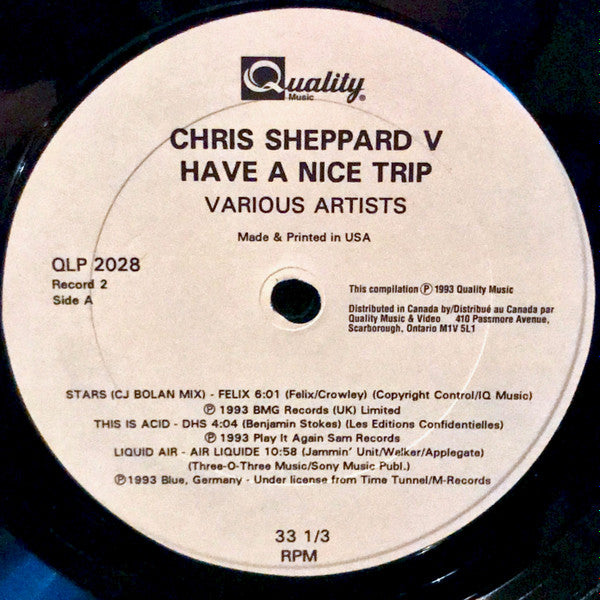 Quality
Music ®
CHRIS SHEPPARD V
HAVE A NICE TRIP
VARIOUS ARTISTS
Made & Printed in USA
QLP 2028
Record 2
Side A
This compilation Ⓟ 1993 Quality Music
Distributed in Canada by/Distribué au Canada par
Quality Music & Video 410 Passmore Avenue,
Scarborough, Ontario M1V 5L1
STARS (CJ BOLAN MIX) - FELIX 6:01 (Felix/Crowley) (Copyright Control/IQ Music)
Ⓟ 1993 BMG Records (UK) Limited
THIS IS ACID - DHS 4:04 (Benjamin Stokes) (Les Editions Confidentielles)
Ⓟ 1993 Play It Again Sam Records
LIQUID AIR - AIR LIQUIDE 10:58 (Jammin' Unit/Walker/Applegate)
(Three-O-Three Music/Sony Music Publ.)
Ⓟ1993 Blue, Germany - Under license from Time Tunnel/M-Records
33 1/3
RPM